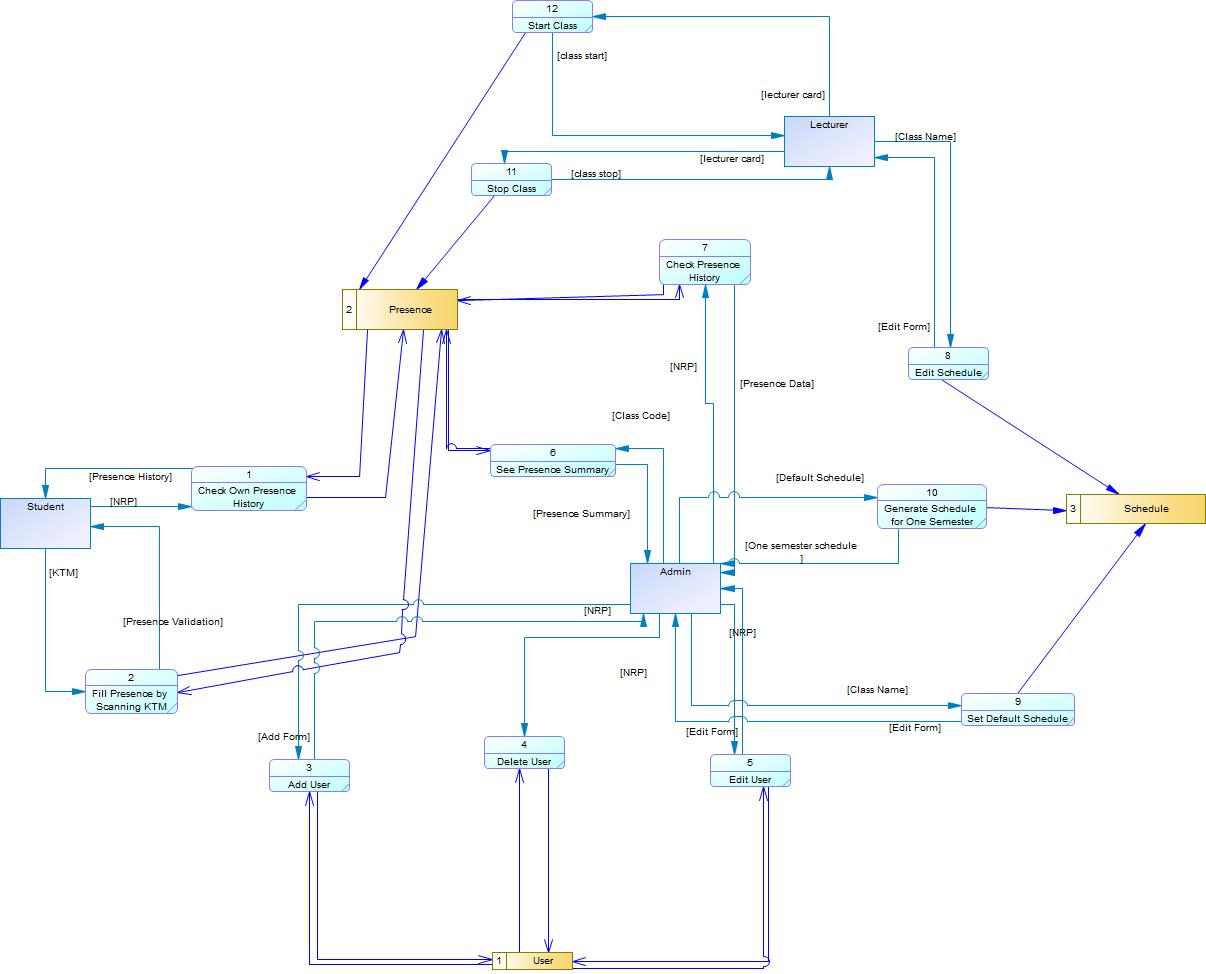 12
Start Class
[class start]
[lecturer card]
Lecturer
[Class Name]
[lecturer card]
11
[class stop]
Stop Class
7
Check Presence
History
2
Presence
[Edit Form]
8
Edit Schedule
[NRP]
[Presence Data]
[Class Code]
6
See Presence Summary
1
Check Own Presence
History
[Presence History]
[NRP]
Student
[Default Schedule]
10
Generate Schedule
for One Semester
3
Schedule
[Presence Summary]
[One semester schedule
]
Admin
[KTM]
[NRP]
[Presence Validation]
[NRP]
2
Fill Presence by
Scanning KTM
[NRP]
[Class Name]
9
Set Default Schedule
[Edit Form]
[Edit Form]
[Add Form]
4
Delete User
3
Add User
5
Edit User
1
User